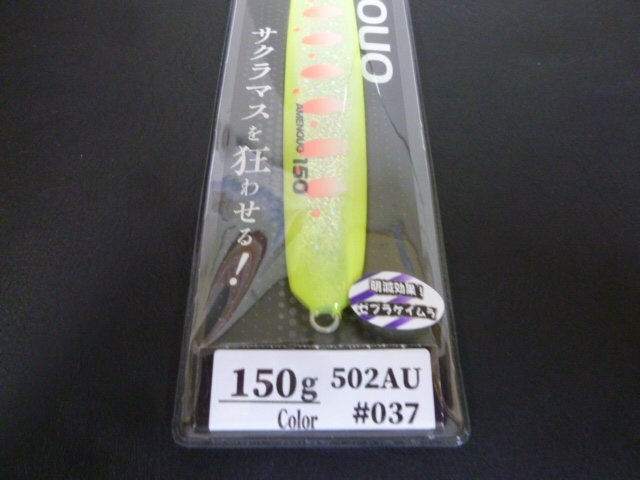 OUO
サクラマスを狂わせる!
AMENOUO 150
明滅効果!
ゼブラケイムラ
150g
Color
502AU
#037